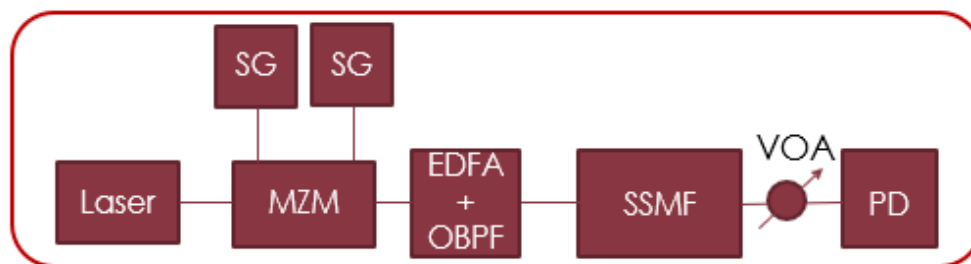 SG
SG
VOA
Laser
MZM
EDFA
+
OBPF
SSMF
PD